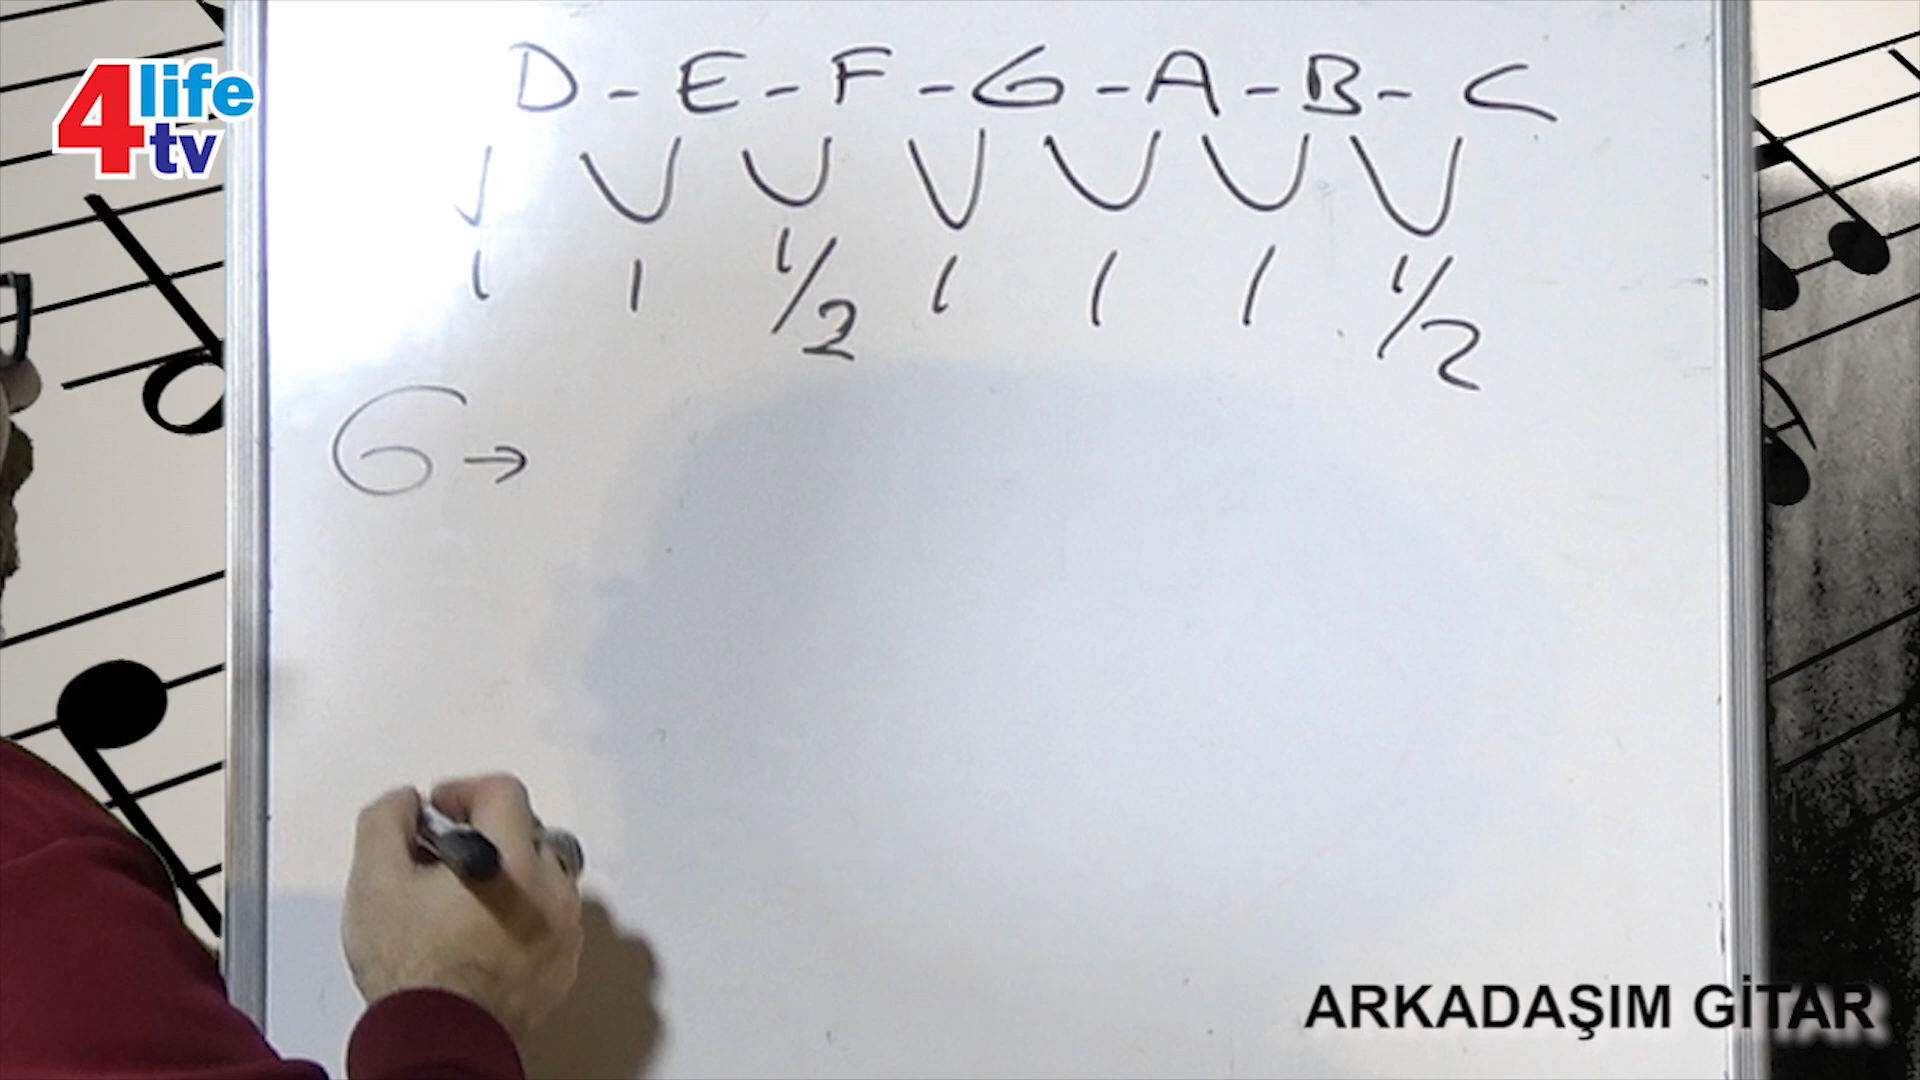 4life
tv
D - E - F - G - A - B - C
1 1 1/2 1 1 1 1/2
G →
ARKADAŞIM GİTAR